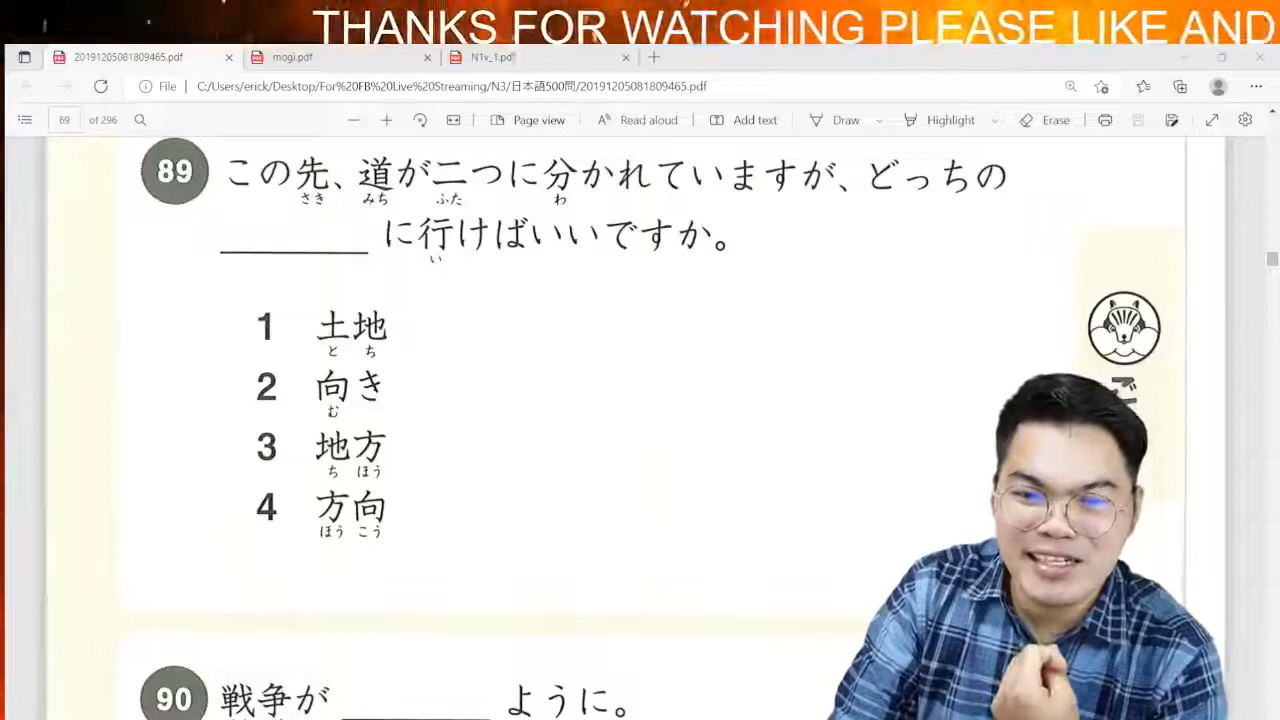 THANKS FOR WATCHING PLEASE LIKE AND
20191205081809465.pdf
mogi.pdf
N1v_1.pdf
File C:/Users/erick/Desktop/For%20FB%20Live%20Streaming/N3/日本語500問/20191205081809465.pdf
69 of 296 Page view Read aloud Add text Draw Highlight Erase
89 この先、道が二つに分かれていますが、どっちの
さき みち ふた わ
に行けばいいですか。
い
1 土地
と ち
2 向き
む
3 地方
ち ほう
4 方向
ほう こう
ご
90 戦争が ように。